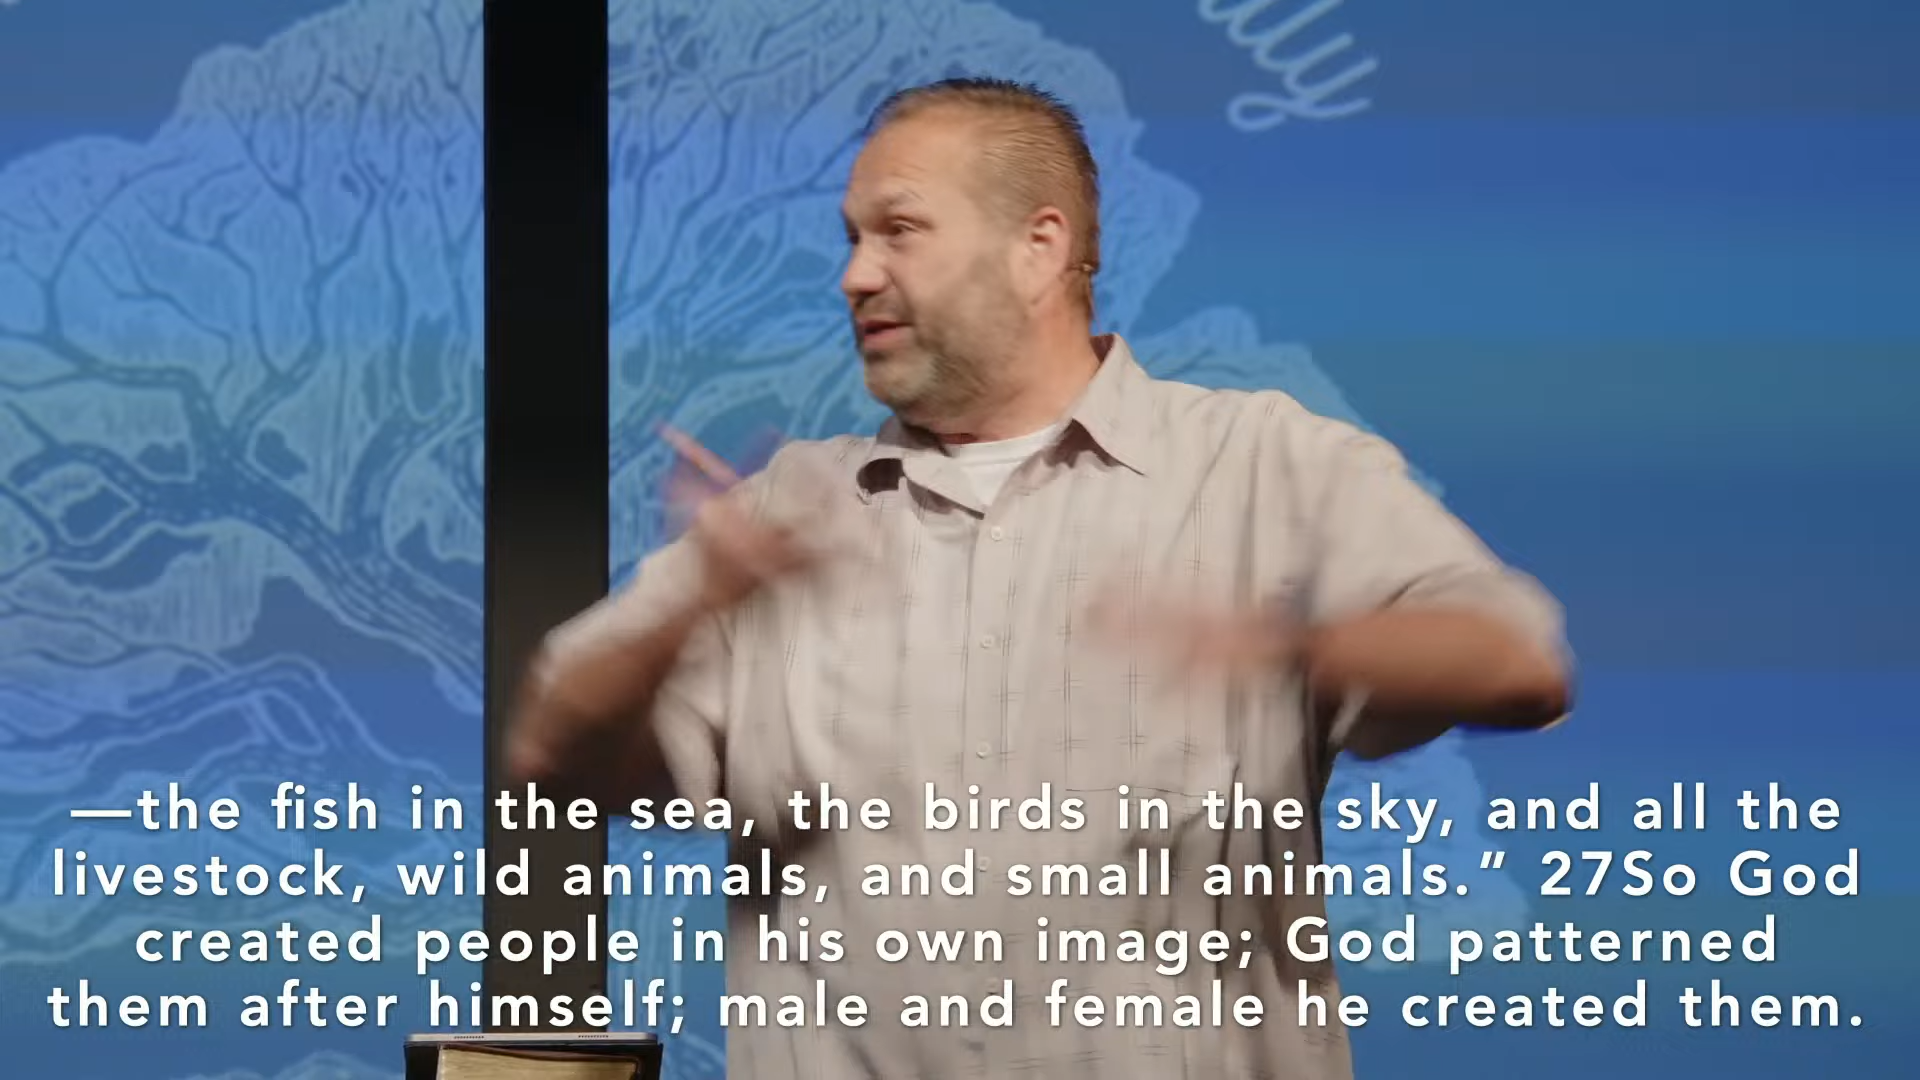 —the fish in the sea, the birds in the sky, and all the
livestock, wild animals, and small animals.” 27So God
created people in his own image; God patterned
them after himself; male and female he created them.